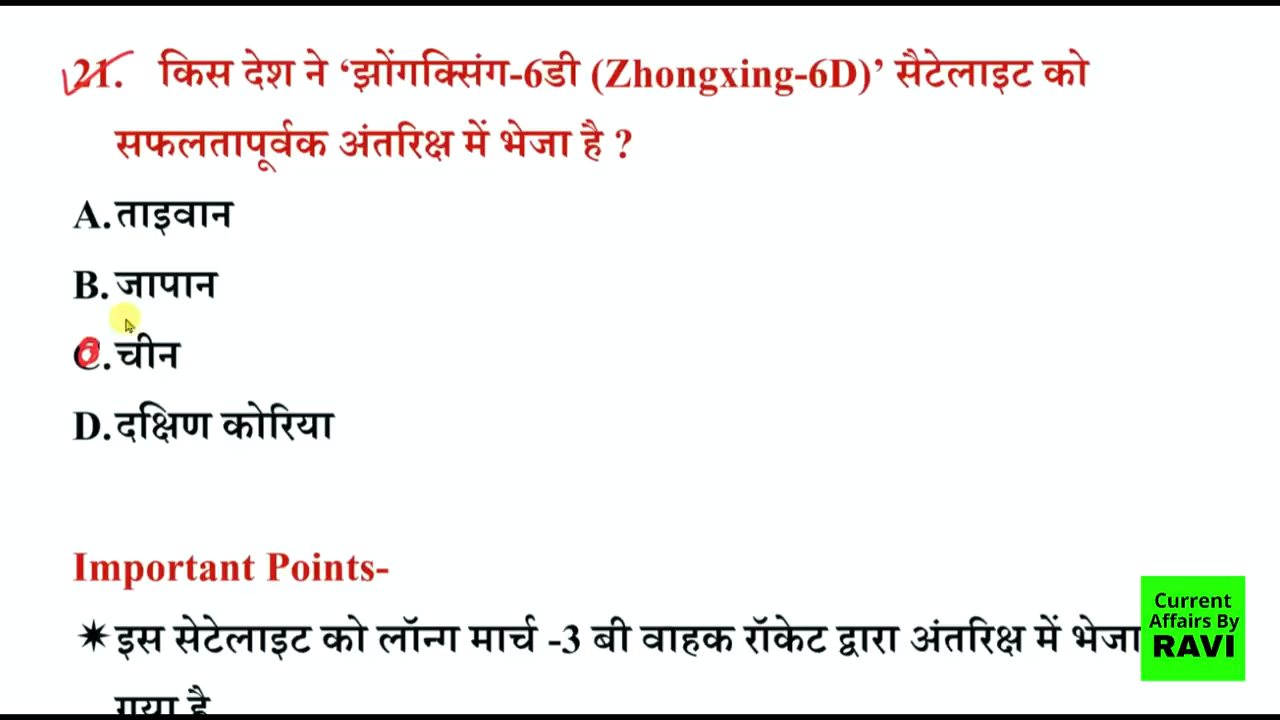 21. किस देश ने ‘झोंगक्सिंग-6डी (Zhongxing-6D)’ सैटेलाइट को
सफलतापूर्वक अंतरिक्ष में भेजा है ?
A. ताइवान
B. जापान
C. चीन
D. दक्षिण कोरिया
Important Points-
✷ इस सेटेलाइट को लॉन्ग मार्च -3 बी वाहक रॉकेट द्वारा अंतरिक्ष में भेजा
गया है
Current
Affairs By
RAVI